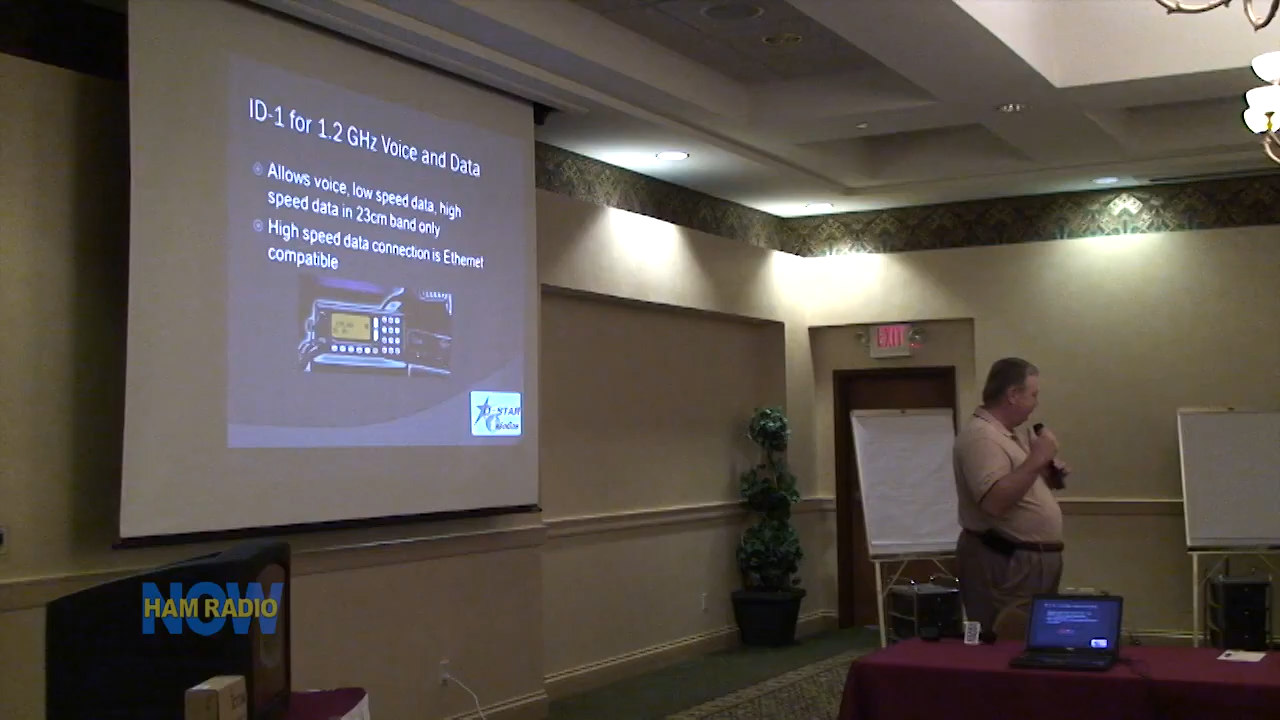 ID-1 for 1.2 GHz Voice and Data
Allows voice, low speed data, high
speed data in 23cm band only
High speed data connection is Ethernet
compatible
D-STAR
EXIT
NOW
HAM RADIO